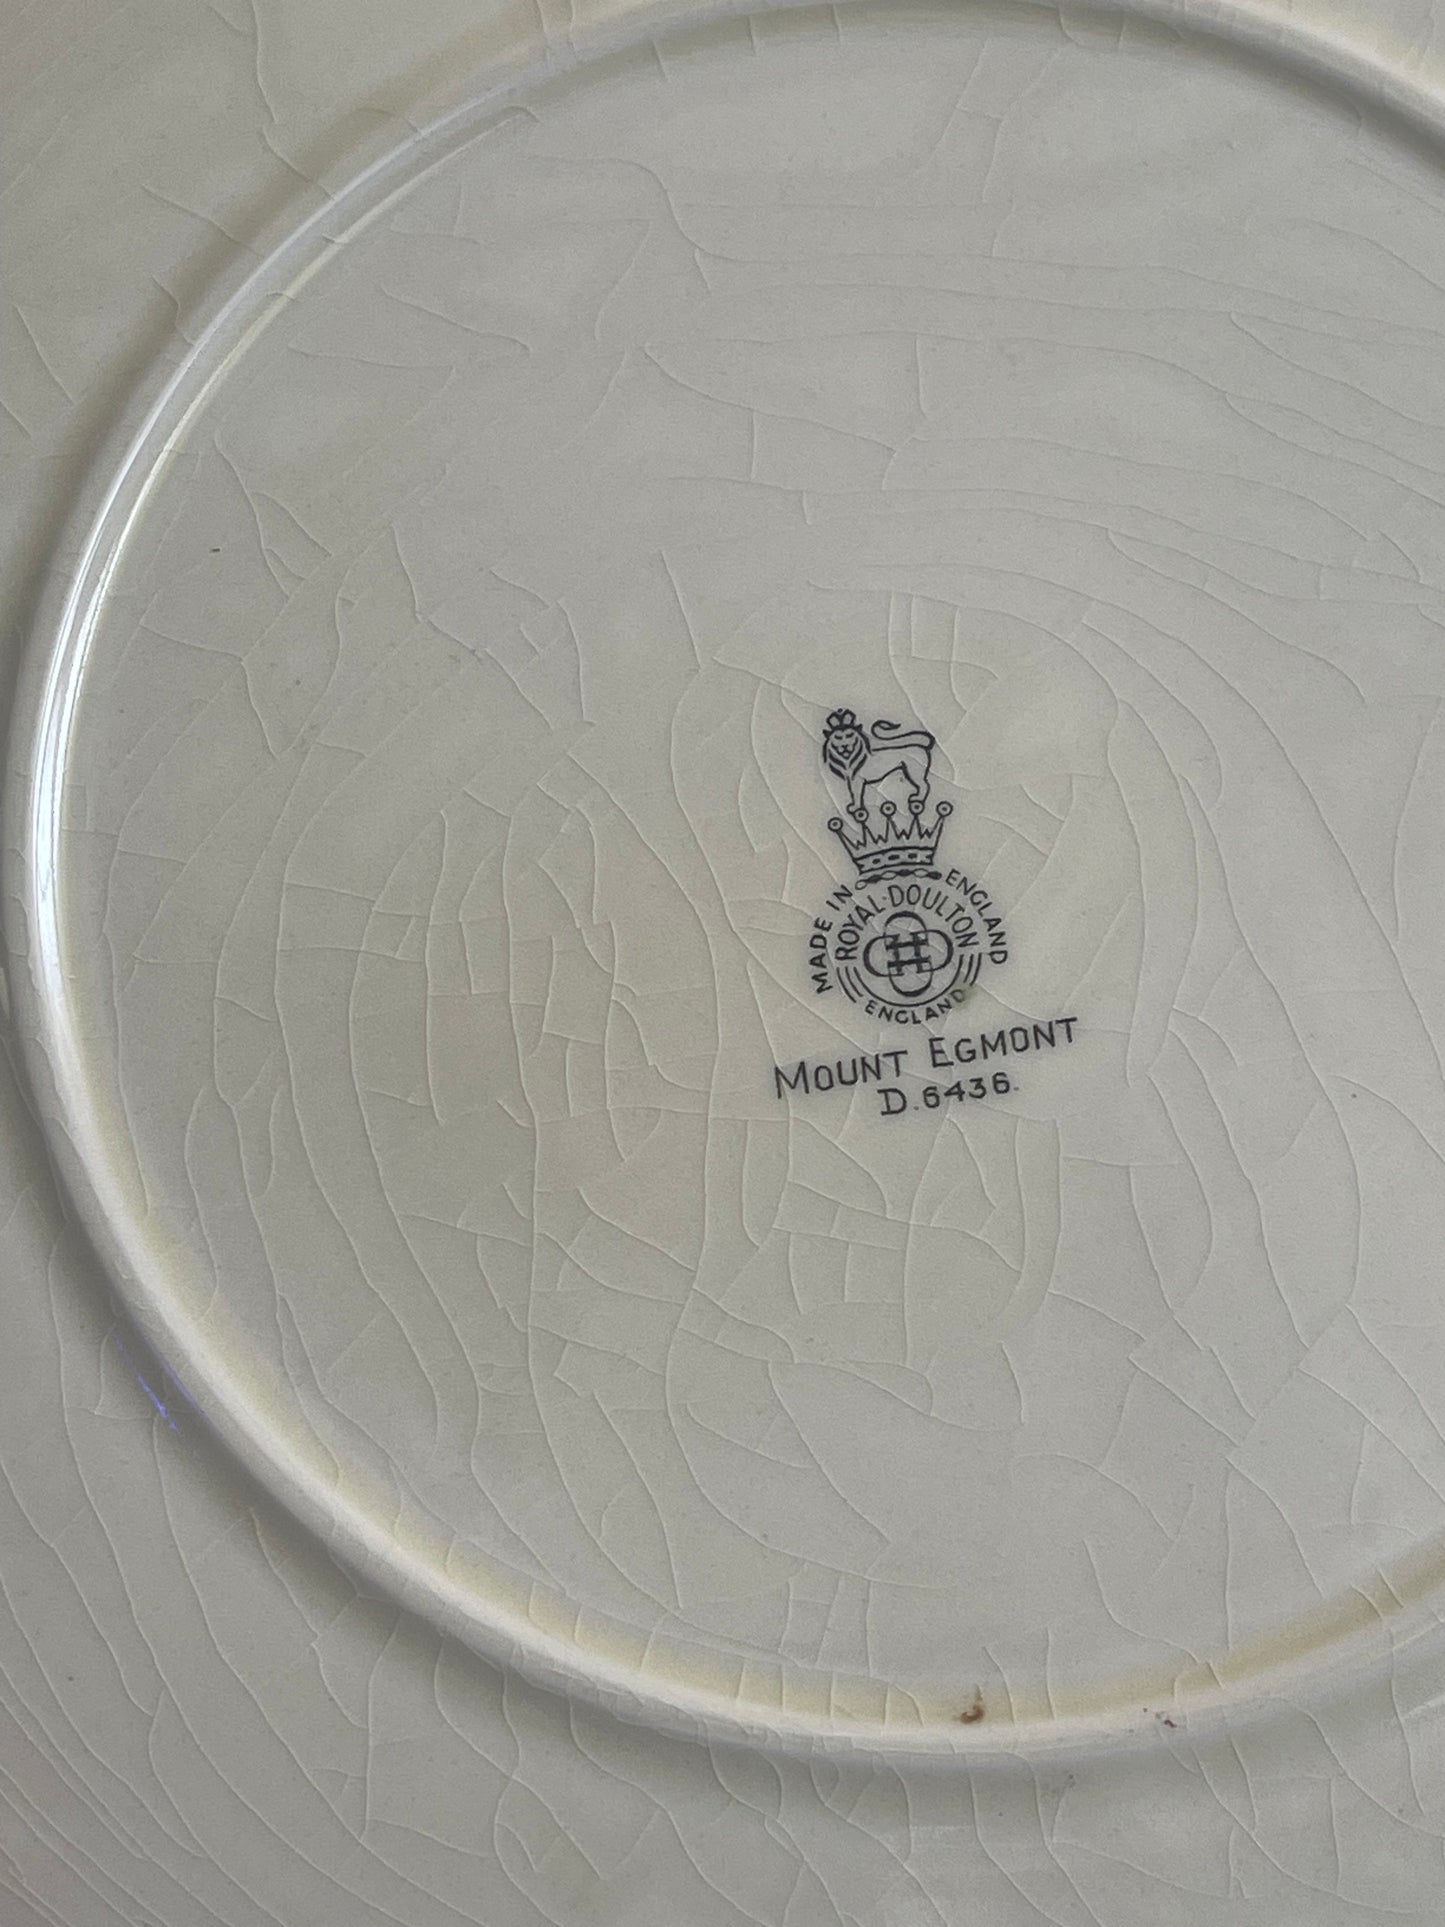 MADE IN ENGLAND
ROYAL·DOULTON
ENGLAND
MOUNT EGMONT
D.6436.